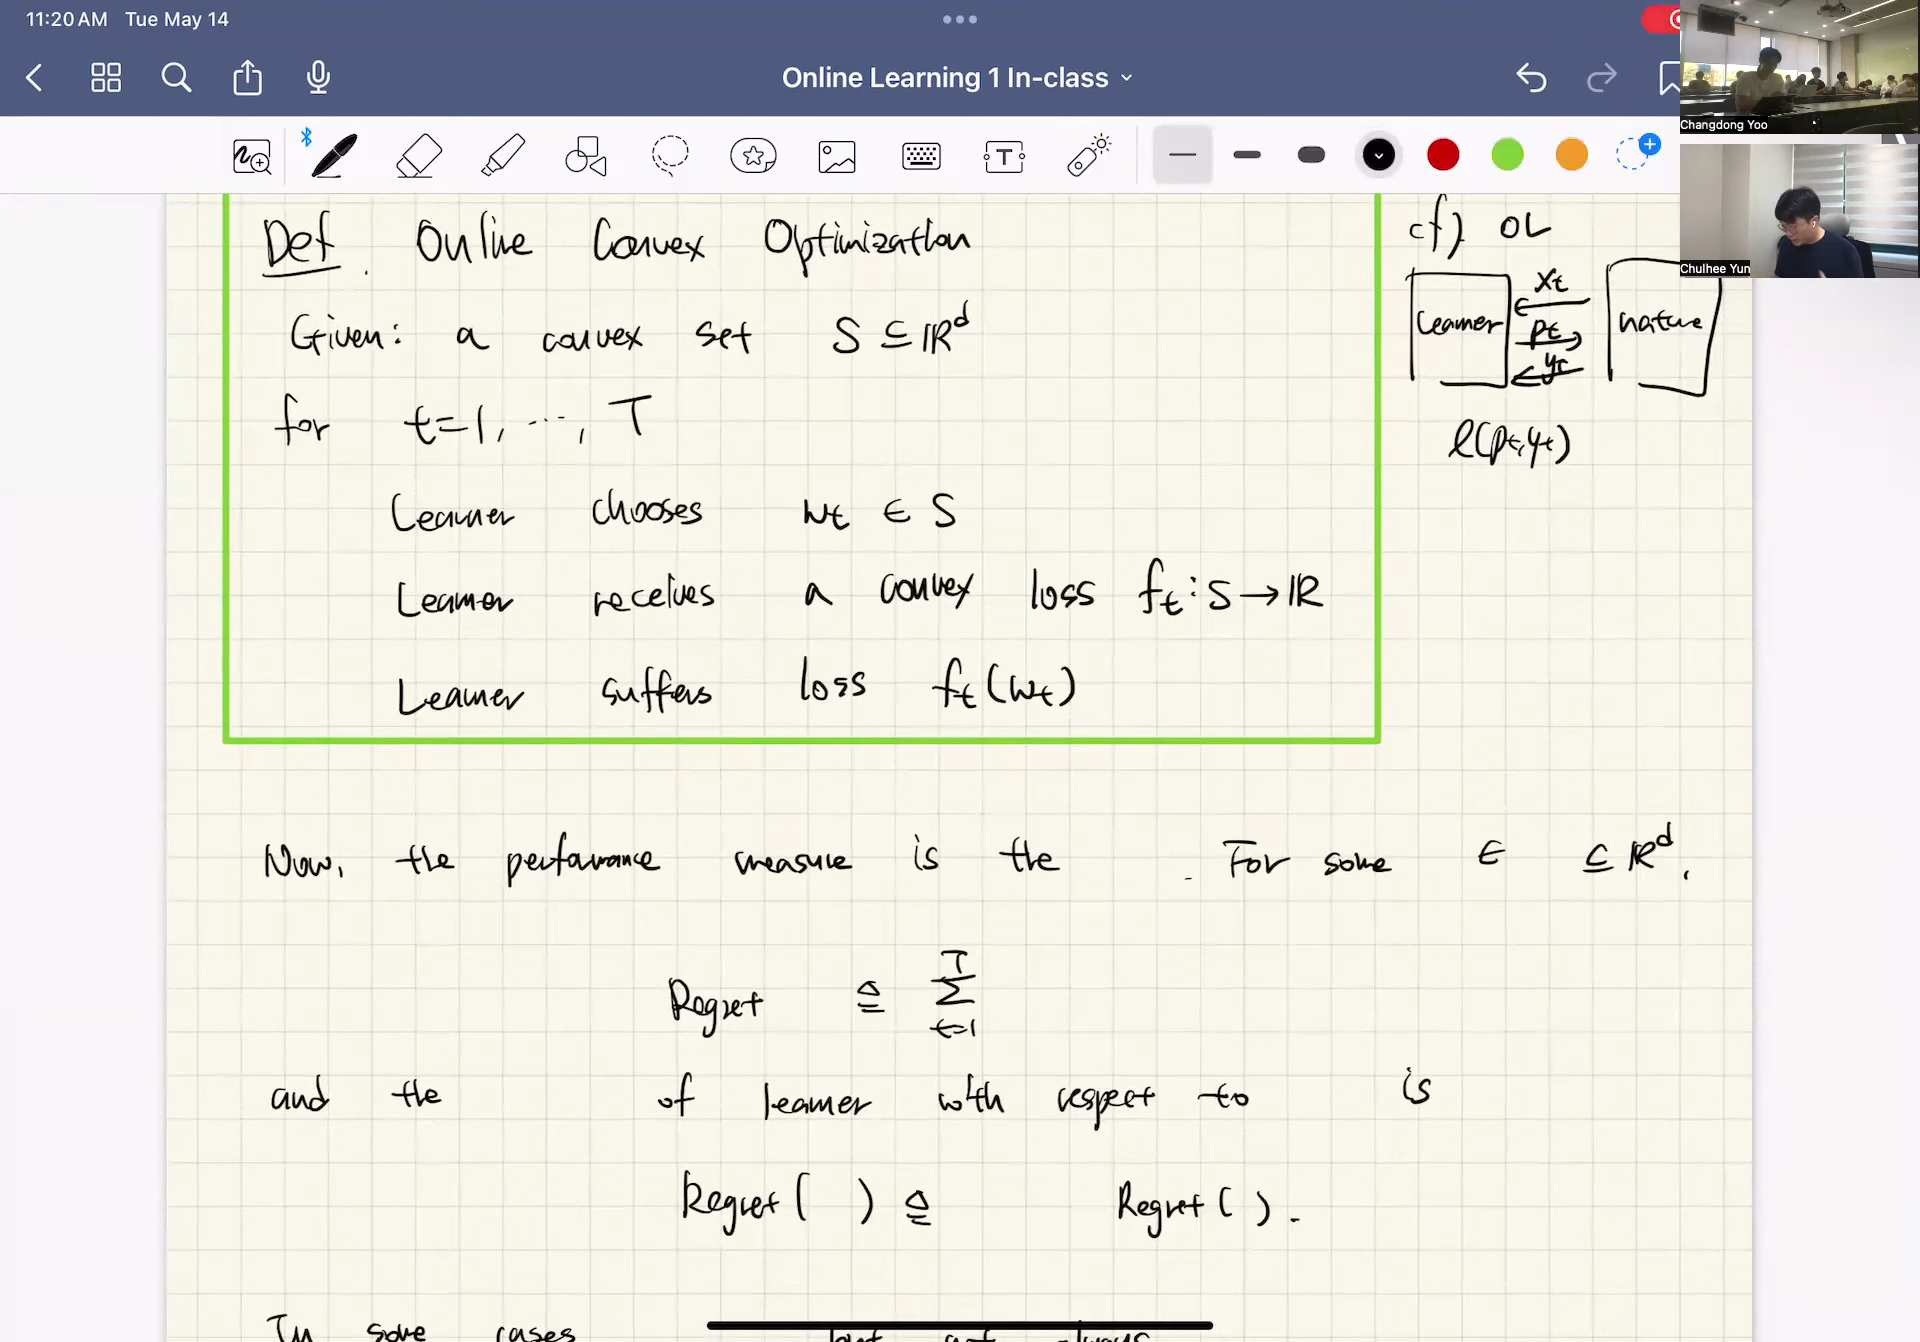 11:20 AM Tue May 14
Online Learning 1 In-class
Changdong Yoo
Chulhee Yun
Def. Online Convex Optimization
Given: a convex set S ⊆ ℝ^d
for t=1, ..., T
Learner chooses w_t ∈ S
Learner receives a convex loss f_t : S → ℝ
Learner suffers loss f_t(w_t)
cf) OL
learner
x_t
p_t
y_t
nature
ℓ(p_t, y_t)
Now, the performance measure is the . For some ∈ ⊆ ℝ^d,
Regret ≜ Σ_{t=1}^{T}
and the of learner with respect to is
Regret( ) ≜ Regret( ).
In some cases but not always